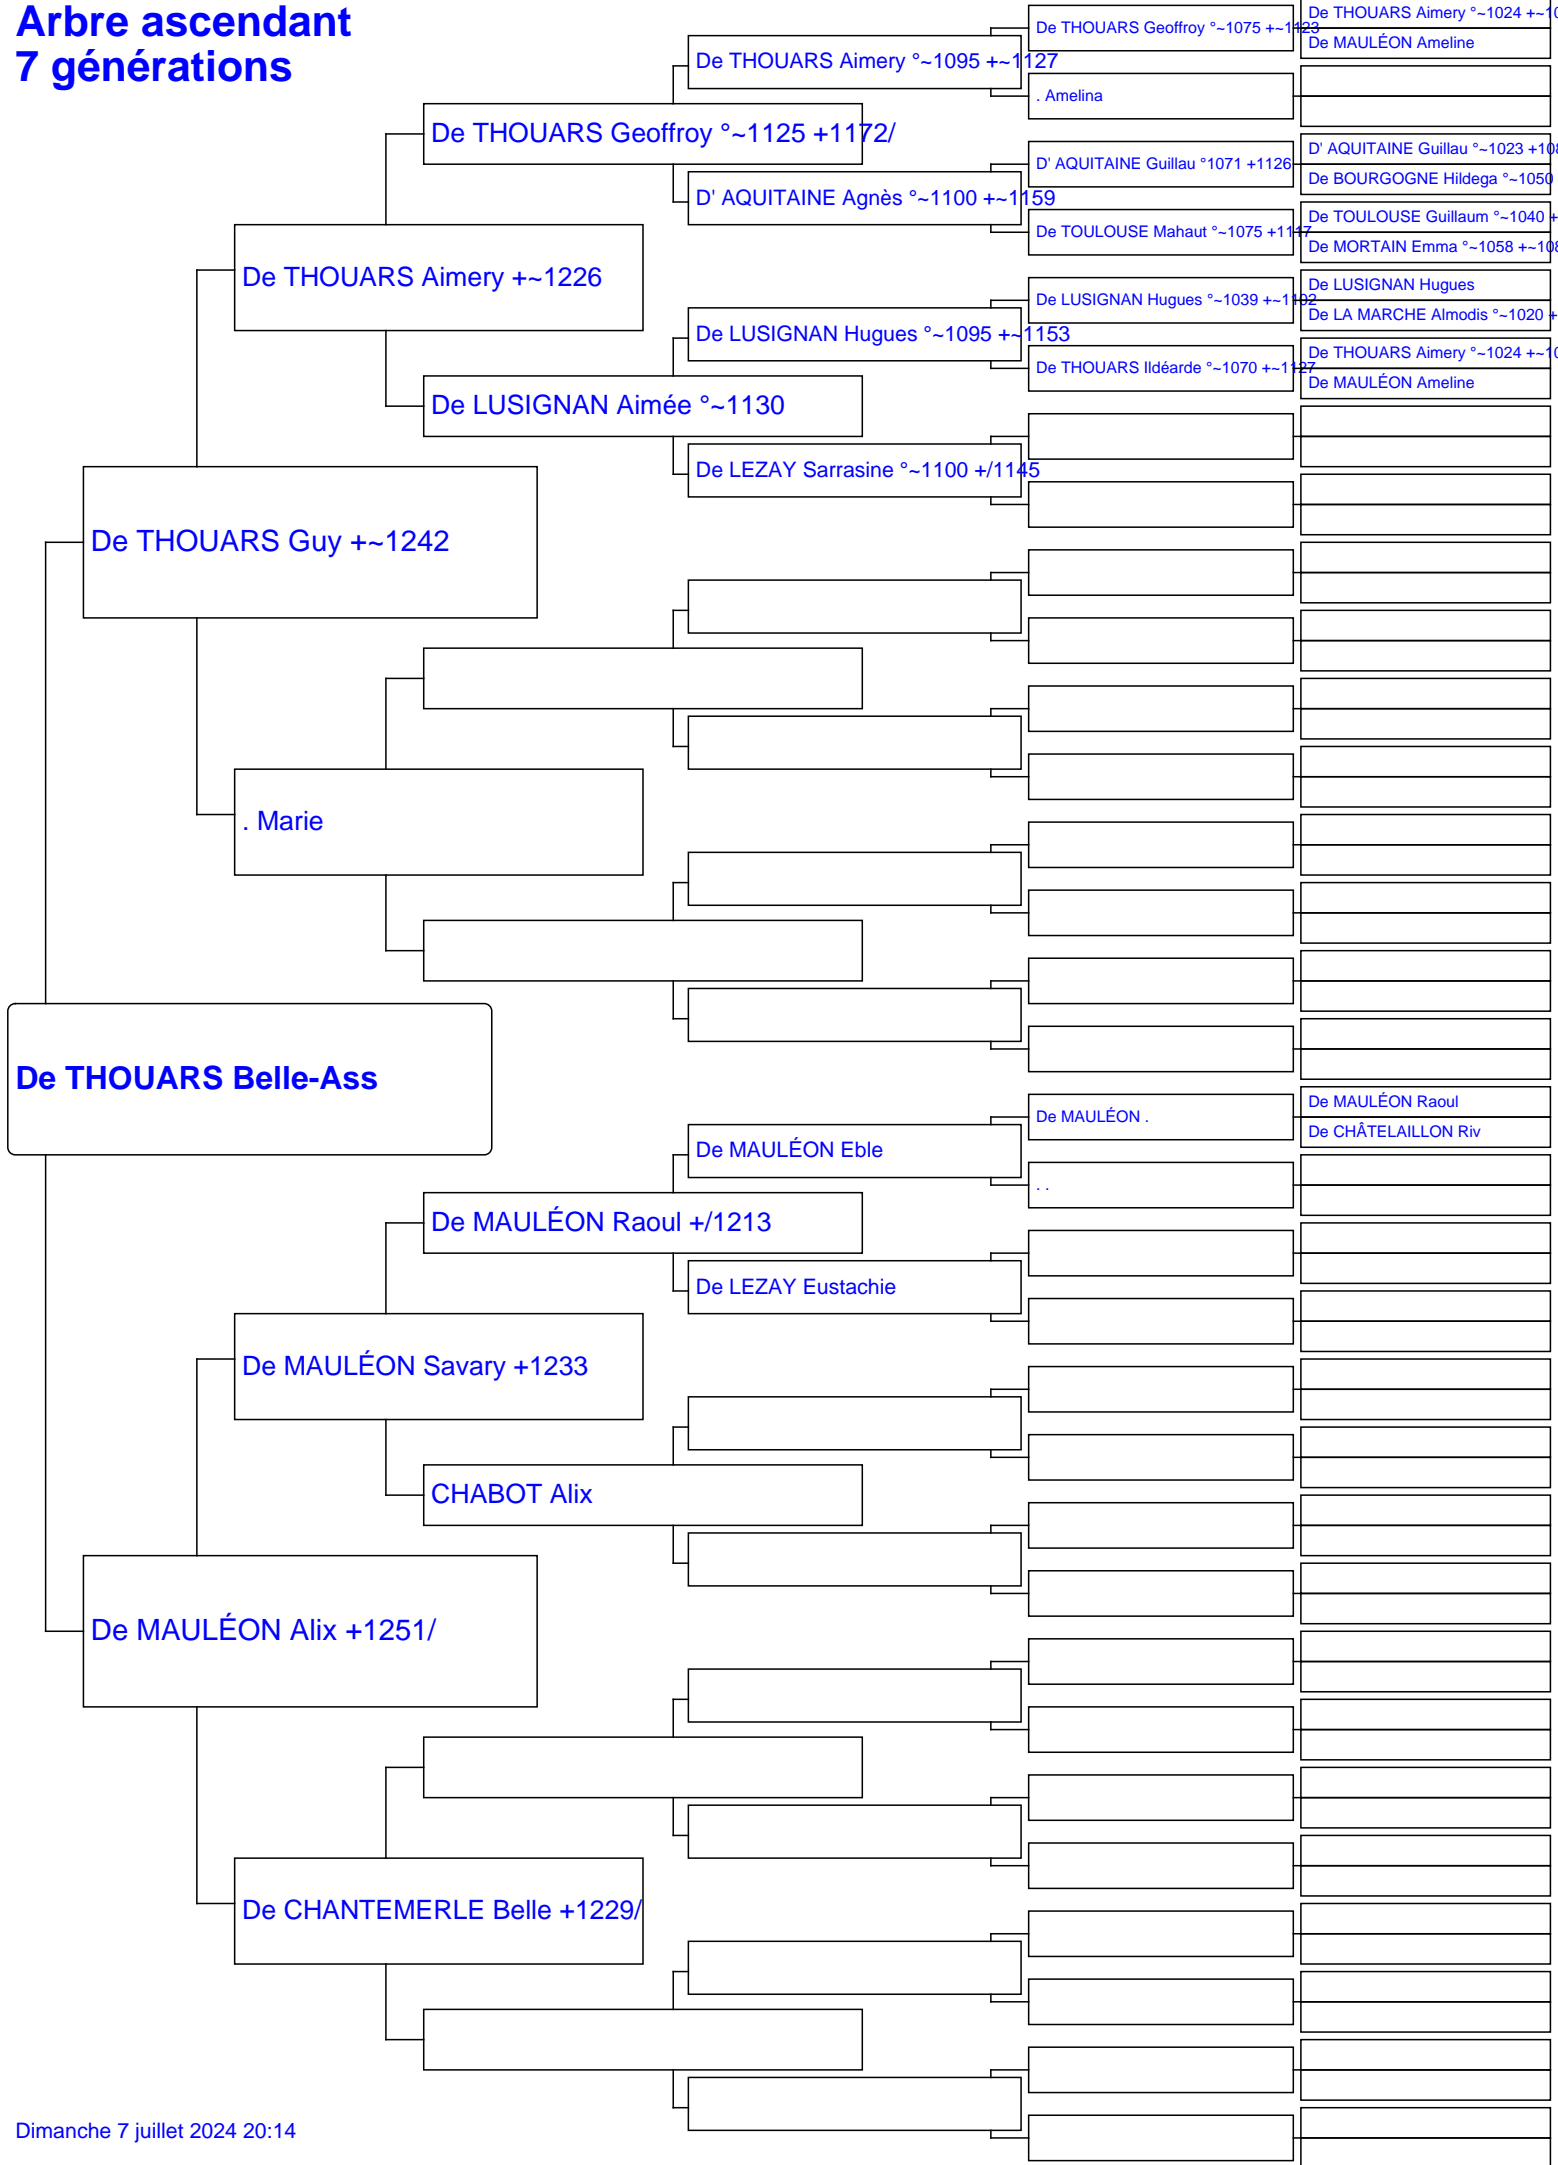 Arbre ascendant
7 générations
De THOUARS Belle-Ass
De THOUARS Guy +~1242
De MAULÉON Alix +1251/
De THOUARS Aimery +~1226
. Marie
De MAULÉON Savary +1233
De CHANTEMERLE Belle +1229/
De THOUARS Geoffroy °~1125 +1172/
De LUSIGNAN Aimée °~1130
De MAULÉON Raoul +/1213
CHABOT Alix
De THOUARS Aimery °~1095 +~1127
D' AQUITAINE Agnès °~1100 +~1159
De LUSIGNAN Hugues °~1095 +~1153
De LEZAY Sarrasine °~1100 +/1145
De MAULÉON Eble
De LEZAY Eustachie
De THOUARS Geoffroy °~1075 +~1123
. Amelina
D' AQUITAINE Guillau °1071 +1126
De TOULOUSE Mahaut °~1075 +1117
De LUSIGNAN Hugues °~1039 +~1102
De THOUARS Ildéarde °~1070 +~1127
De MAULÉON .
. .
De THOUARS Aimery °~1024 +~10
De MAULÉON Ameline
D' AQUITAINE Guillau °~1023 +108
De BOURGOGNE Hildega °~1050
De TOULOUSE Guillaum °~1040 +
De MORTAIN Emma °~1058 +~108
De LUSIGNAN Hugues
De LA MARCHE Almodis °~1020 +
De THOUARS Aimery °~1024 +~10
De MAULÉON Ameline
De MAULÉON Raoul
De CHÂTELAILLON Riv
Dimanche 7 juillet 2024 20:14